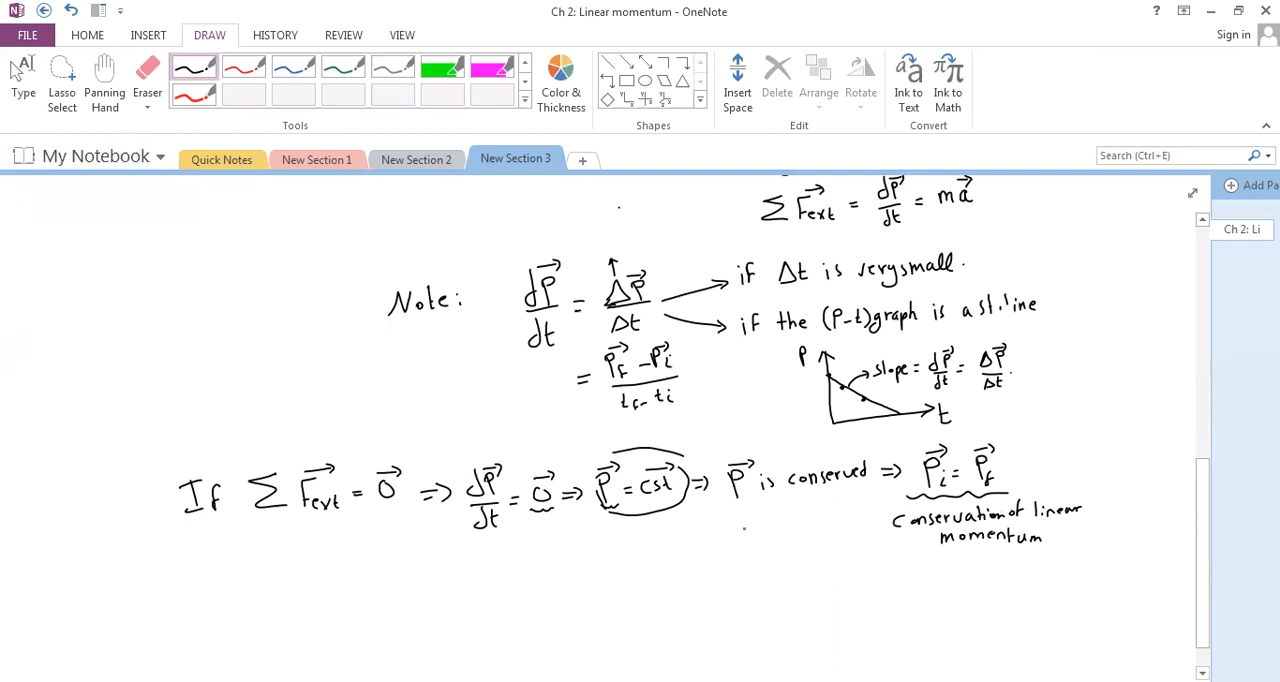 Ch 2: Linear momentum - OneNote
Sign in
FILE HOME INSERT DRAW HISTORY REVIEW VIEW
Type Lasso Select Panning Hand Eraser
Color & Thickness
Insert Space Delete Arrange Rotate
Ink to Text Ink to Math
Tools Shapes Edit Convert
My Notebook Quick Notes New Section 1 New Section 2 New Section 3
Search (Ctrl+E)
Add Pa
Ch 2: Li
∑ F⃗ext = dP⃗/dt = ma⃗
Note: dP⃗/dt = ΔP⃗/Δt → if Δt is very small.
→ if the (P-t) graph is a st. line
= (P⃗f - P⃗i)/(tf - ti)
P
slope = dP⃗/dt = ΔP⃗/Δt.
t
If ∑ F⃗ext = 0⃗ ⇒ dP⃗/dt = 0⃗ ⇒ P⃗ = cst⃗ ⇒ P⃗ is conserved ⇒ P⃗i = P⃗f
conservation of linear
momentum